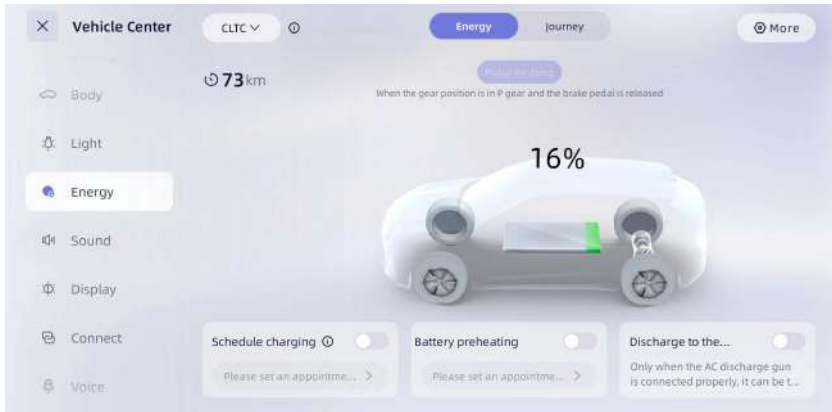 Vehicle Center
CLTC
Energy
Journey
More
73 km
When the gear position is in P gear and the brake pedal is released
Body
Light
Energy
Sound
Display
Connect
Voice
16%
Schedule charging
Please set an appointme...
Battery preheating
Please set an appointme...
Discharge to the...
Only when the AC discharge gun
is connected properly, it can be t...